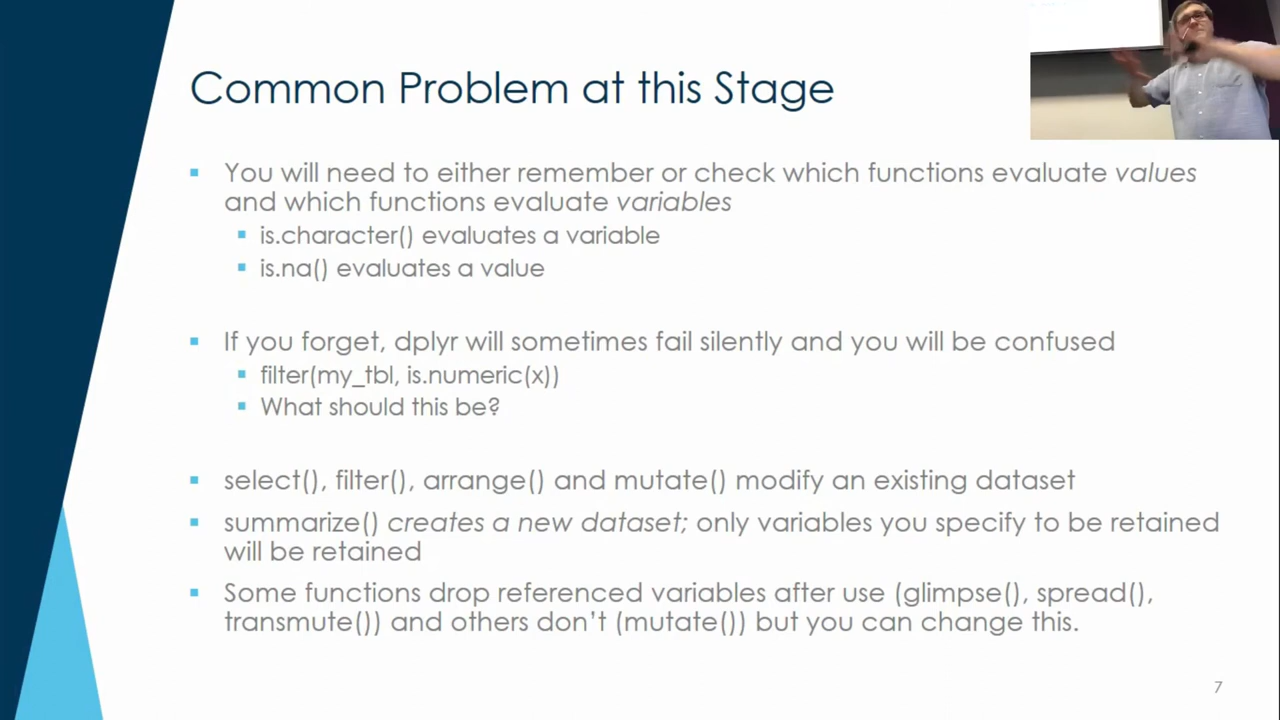 Common Problem at this Stage
▪ You will need to either remember or check which functions evaluate values
and which functions evaluate variables
▪ is.character() evaluates a variable
▪ is.na() evaluates a value
▪ If you forget, dplyr will sometimes fail silently and you will be confused
▪ filter(my_tbl, is.numeric(x))
▪ What should this be?
▪ select(), filter(), arrange() and mutate() modify an existing dataset
▪ summarize() creates a new dataset; only variables you specify to be retained
will be retained
▪ Some functions drop referenced variables after use (glimpse(), spread(),
transmute()) and others don’t (mutate()) but you can change this.
7